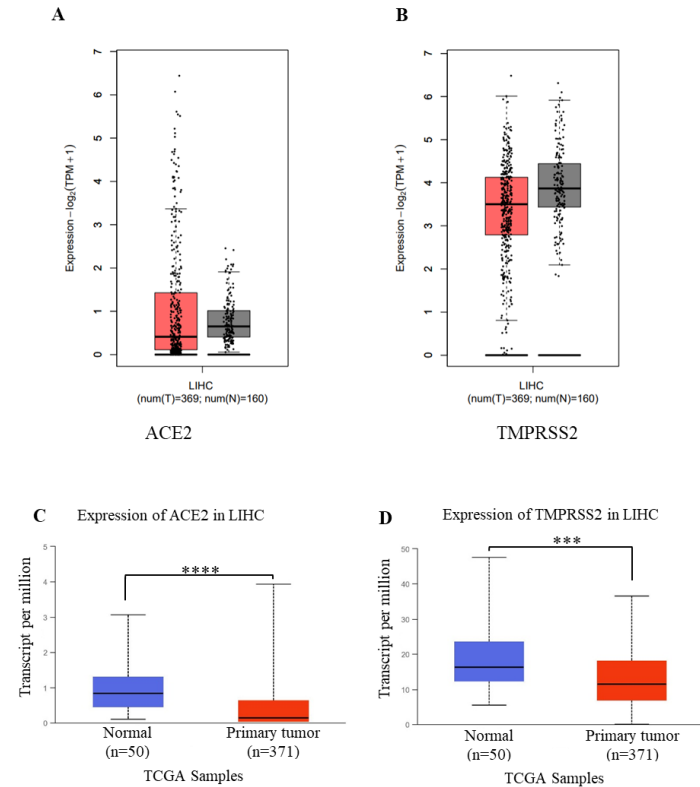 A
7
6
5
4
3
2
1
0
Expression − log2(TPM + 1)
LIHC
(num(T)=369; num(N)=160)
ACE2
B
7
6
5
4
3
2
1
0
Expression − log2(TPM + 1)
LIHC
(num(T)=369; num(N)=160)
TMPRSS2
C
Expression of ACE2 in LIHC
Transcript per million
5
4
3
2
1
0
****
Normal
(n=50)
Primary tumor
(n=371)
TCGA Samples
D
Expression of TMPRSS2 in LIHC
Transcript per million
50
40
30
20
10
0
***
Normal
(n=50)
Primary tumor
(n=371)
TCGA Samples